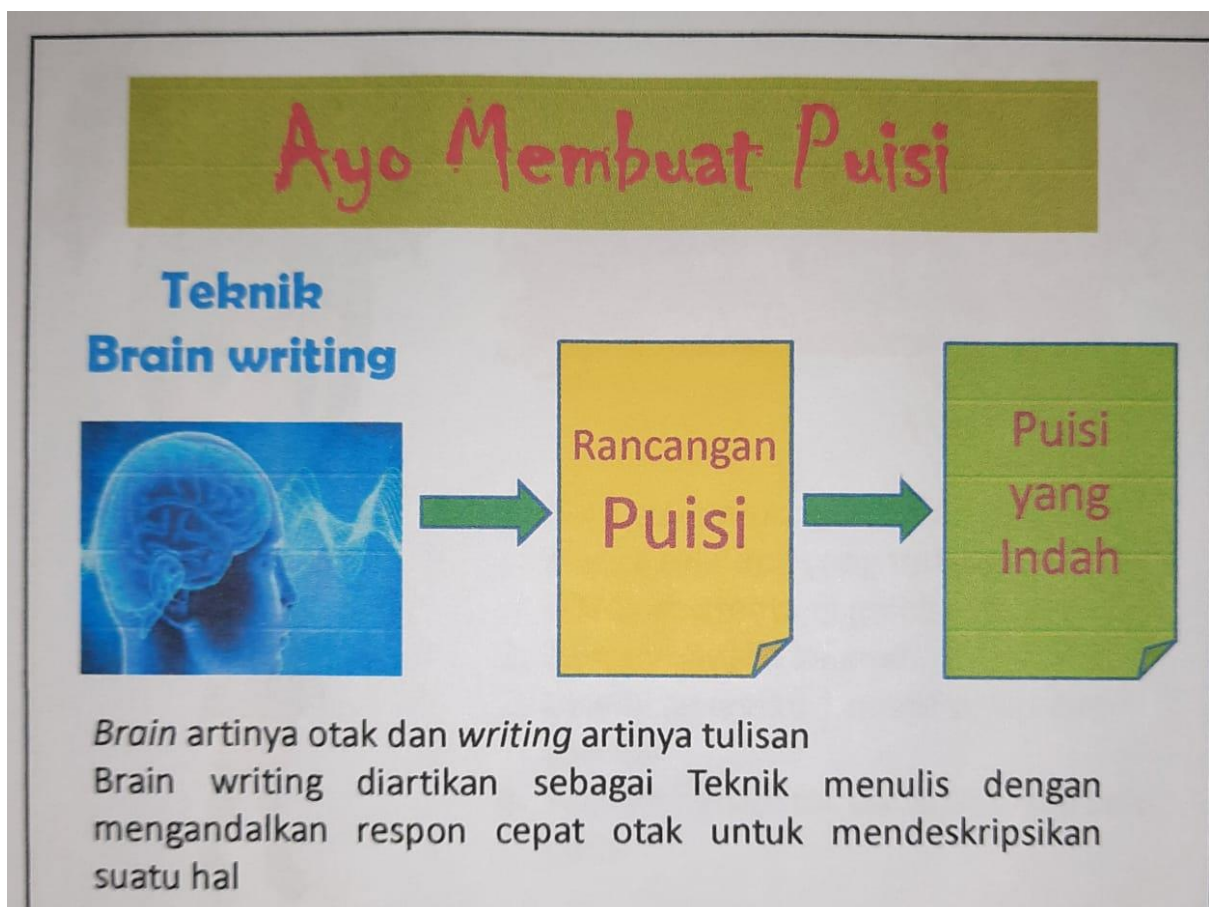 Ayo Membuat Puisi
Teknik
Brain writing
Rancangan
Puisi
Puisi
yang
Indah
Brain artinya otak dan writing artinya tulisan
Brain writing diartikan sebagai Teknik menulis dengan
mengandalkan respon cepat otak untuk mendeskripsikan
suatu hal